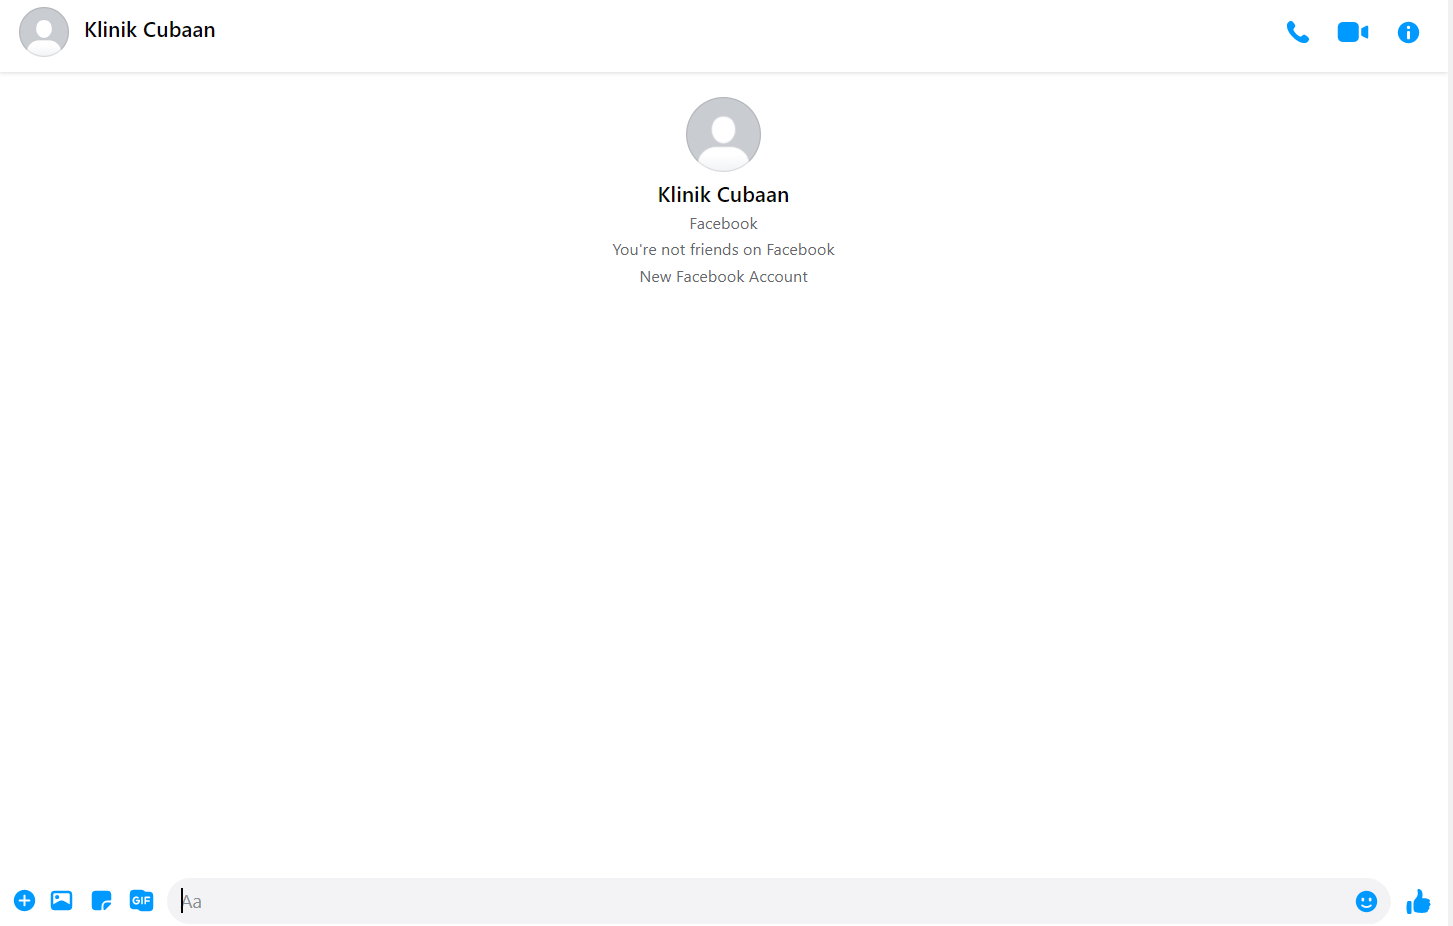 Klinik Cubaan
Klinik Cubaan
Facebook
You're not friends on Facebook
New Facebook Account
GIF
Aa